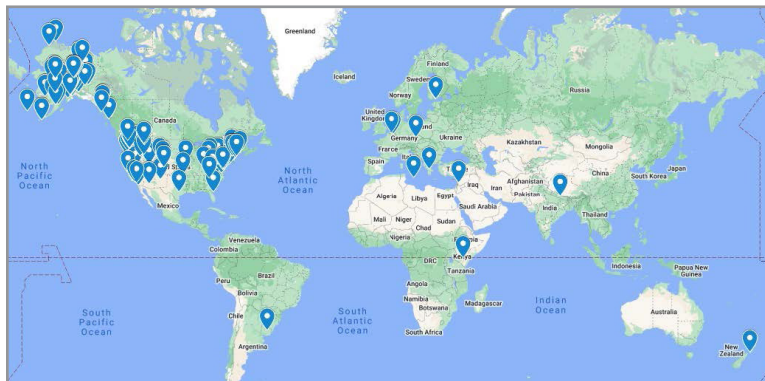 Greenland
Iceland
Finland
Sweden
Norway
Russia
United
Kingdom
Canada
Germany
Ukraine
France
Kazakhstan
Mongolia
North
Pacific
Ocean
North
Atlantic
Ocean
Spain
China
Japan
South Korea
Iraq
Iran
Afghanistan
Pakistan
Algeria
Libya
Egypt
Saudi Arabia
India
Mexico
Mali
Niger
Sudan
Chad
Thailand
Nigeria
Venezuela
Colombia
DRC
Kenya
Tanzania
Indonesia
Papua New
Guinea
Brazil
Peru
Bolivia
Angola
Namibia
Botswana
Madagascar
South
Pacific
Ocean
South
Atlantic
Ocean
Indian
Ocean
Chile
Australia
South Africa
Argentina
New
Zealand